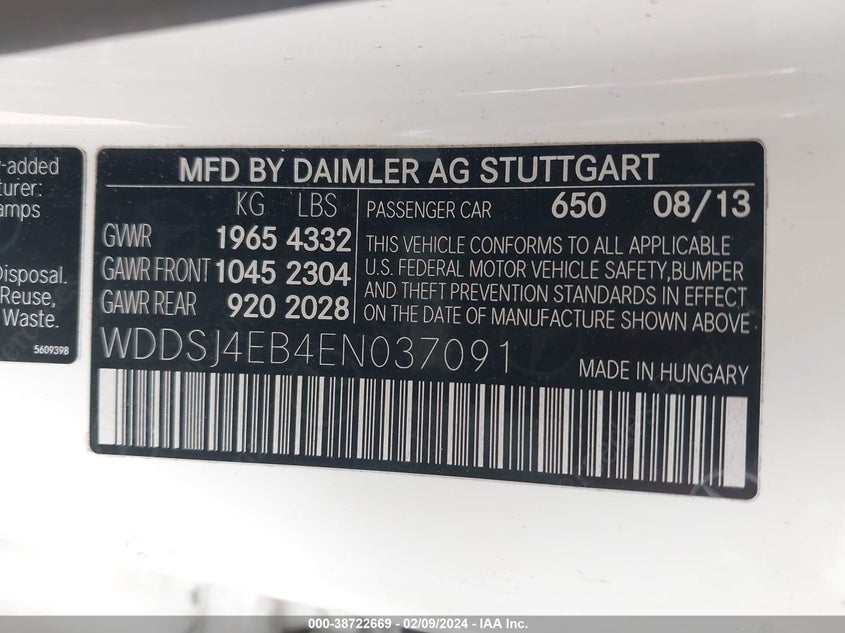 y-added
turer:
amps
Disposal.
Reuse,
Waste.
560939B
MFD BY DAIMLER AG STUTTGART
KG LBS
GVWR 1965 4332
GAWR FRONT 1045 2304
GAWR REAR 920 2028
PASSENGER CAR 650 08/13
THIS VEHICLE CONFORMS TO ALL APPLICABLE
U.S. FEDERAL MOTOR VEHICLE SAFETY, BUMPER
AND THEFT PREVENTION STANDARDS IN EFFECT
ON THE DATE OF MANUFACTURE SHOWN ABOVE
WDDSJ4EB4EN037091
MADE IN HUNGARY
000-38722669 - 02/09/2024 - IAA Inc.